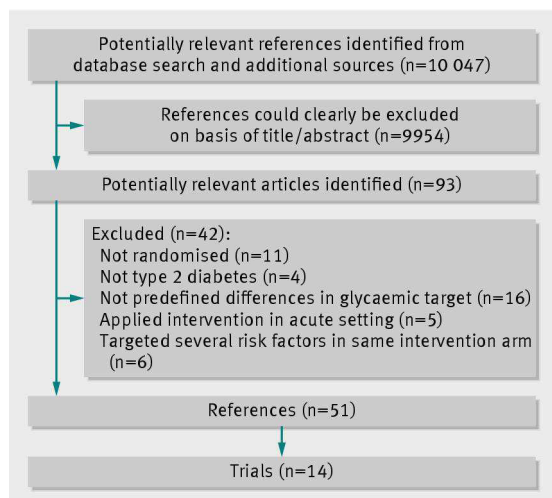 Potentially relevant references identified from
database search and additional sources (n=10 047)
References could clearly be excluded
on basis of title/abstract (n=9954)
Potentially relevant articles identified (n=93)
Excluded (n=42):
Not randomised (n=11)
Not type 2 diabetes (n=4)
Not predefined differences in glycaemic target (n=16)
Applied intervention in acute setting (n=5)
Targeted several risk factors in same intervention arm
(n=6)
References (n=51)
Trials (n=14)